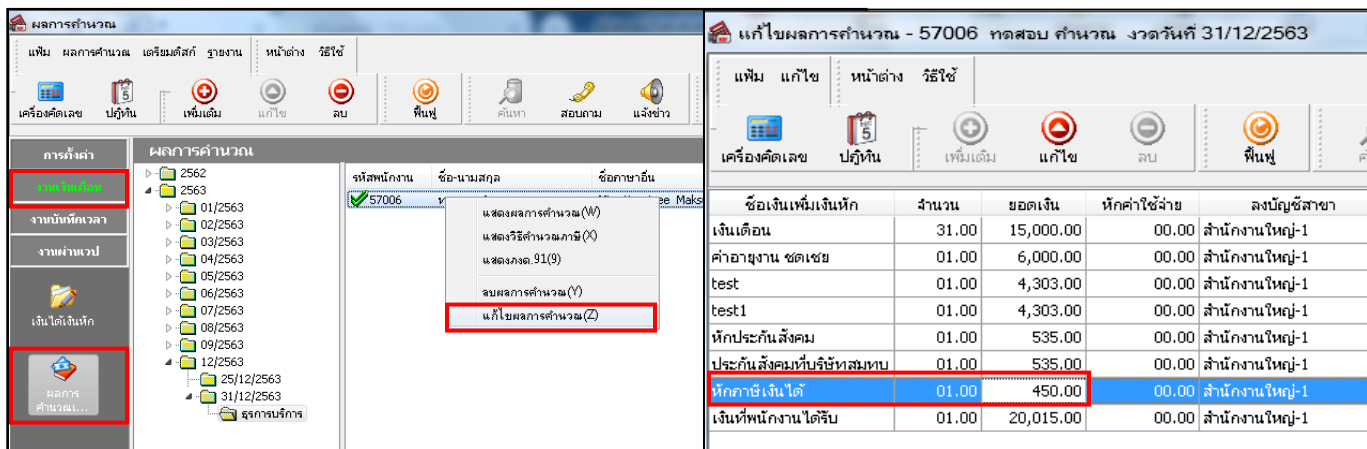 ผลการคำนวณ
แฟ้ม ผลการคำนวณ เตรียมดิสก์ รายงาน หน้าต่าง วิธีใช้
เครื่องคิดเลข ปฎิทิน เพิ่มเติม แก้ไข ลบ ฟื้นฟู ค้นหา สอบถาม แจ้งข่าว
การตั้งค่า
งานเงินเดือน
งานบันทึกเวลา
งานผ่านเวป
เงินได้เงินหัก
ผลการ
คำนวณ...
ผลการคำนวณ
2562
2563
01/2563
02/2563
03/2563
04/2563
05/2563
06/2563
07/2563
08/2563
09/2563
12/2563
25/12/2563
31/12/2563
ธุรการบริการ
รหัสพนักงาน ชื่อ-นามสกุล ชื่อภาษาอื่น
57006
แสดงผลการคำนวณ(W)
แสดงวิธีคำนวณภาษี(X)
แสดงภงด.91(9)
ลบผลการคำนวณ(Y)
แก้ไขผลการคำนวณ(Z)
แก้ไขผลการคำนวณ - 57006 ทดสอบ คำนวณ งวดวันที่ 31/12/2563
แฟ้ม แก้ไข หน้าต่าง วิธีใช้
เครื่องคิดเลข ปฎิทิน เพิ่มเติม แก้ไข ลบ ฟื้นฟู
ชื่อเงินเพิ่มเงินหัก จำนวน ยอดเงิน หักค่าใช้จ่าย ลงบัญชีสาขา
เงินเดือน 31.00 15,000.00 00.00 สำนักงานใหญ่-1
ค่าอายุงาน ชดเชย 01.00 6,000.00 00.00 สำนักงานใหญ่-1
test 01.00 4,303.00 00.00 สำนักงานใหญ่-1
test1 01.00 4,303.00 00.00 สำนักงานใหญ่-1
หักประกันสังคม 01.00 535.00 00.00 สำนักงานใหญ่-1
ประกันสังคมที่บริษัทสมทบ 01.00 535.00 00.00 สำนักงานใหญ่-1
หักภาษีเงินได้ 01.00 450.00 00.00 สำนักงานใหญ่-1
เงินที่พนักงานได้รับ 01.00 20,015.00 00.00 สำนักงานใหญ่-1